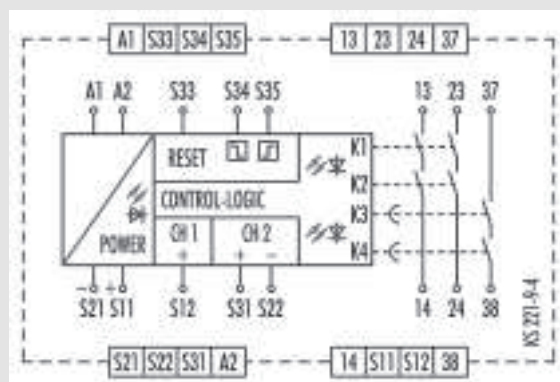 A1 S33 S34 S35 13 23 24 37
A1 A2 S33 S34 S35 13 23 37
RESET K1
K2
CONTROL-LOGIC
POWER CH 1 CH 2 K3
+ + - K4
- +
S21 S11 S12 S31 S22 14 24 38
KS 221-9-4
S21 S22 S31 A2 14 S11 S12 38